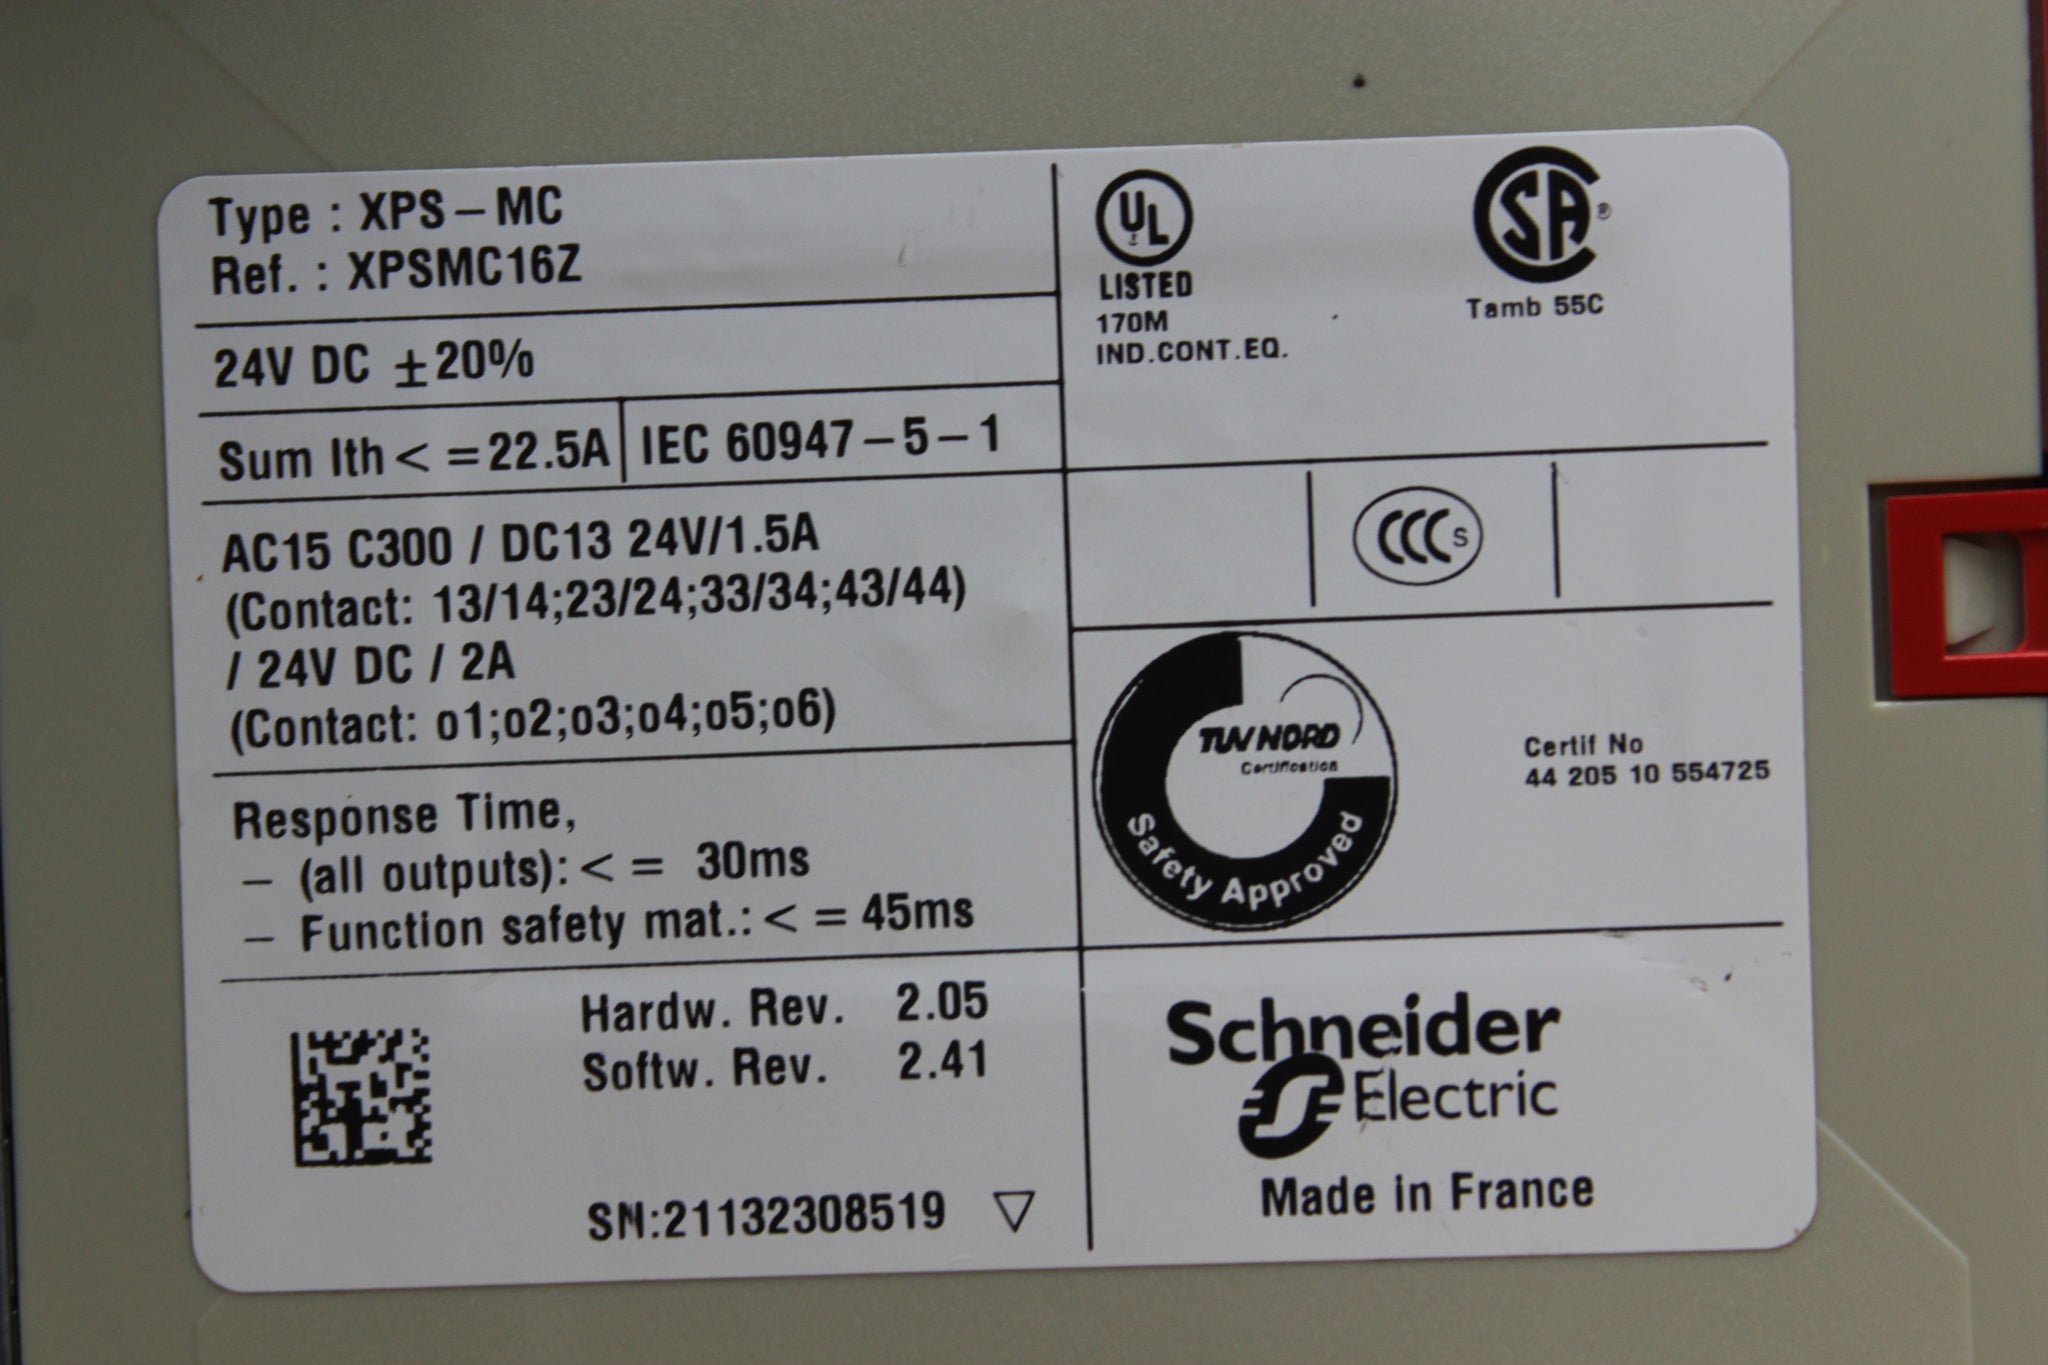 Type : XPS – MC
Ref. : XPSMC16Z
24V DC ±20%
Sum Ith < =22.5A
IEC 60947–5–1
AC15 C300 / DC13 24V/1.5A
(Contact: 13/14;23/24;33/34;43/44)
/ 24V DC / 2A
(Contact: o1;o2;o3;o4;o5;o6)
Response Time,
– (all outputs): < = 30ms
– Function safety mat.: < = 45ms
Hardw. Rev. 2.05
Softw. Rev. 2.41
SN:21132308519
UL
LISTED
170M
IND.CONT.EQ.
SA ®
Tamb 55C
CCC S
TUV NORD
Certification
Safety Approved
Certif No
44 205 10 554725
Schneider
Electric
Made in France